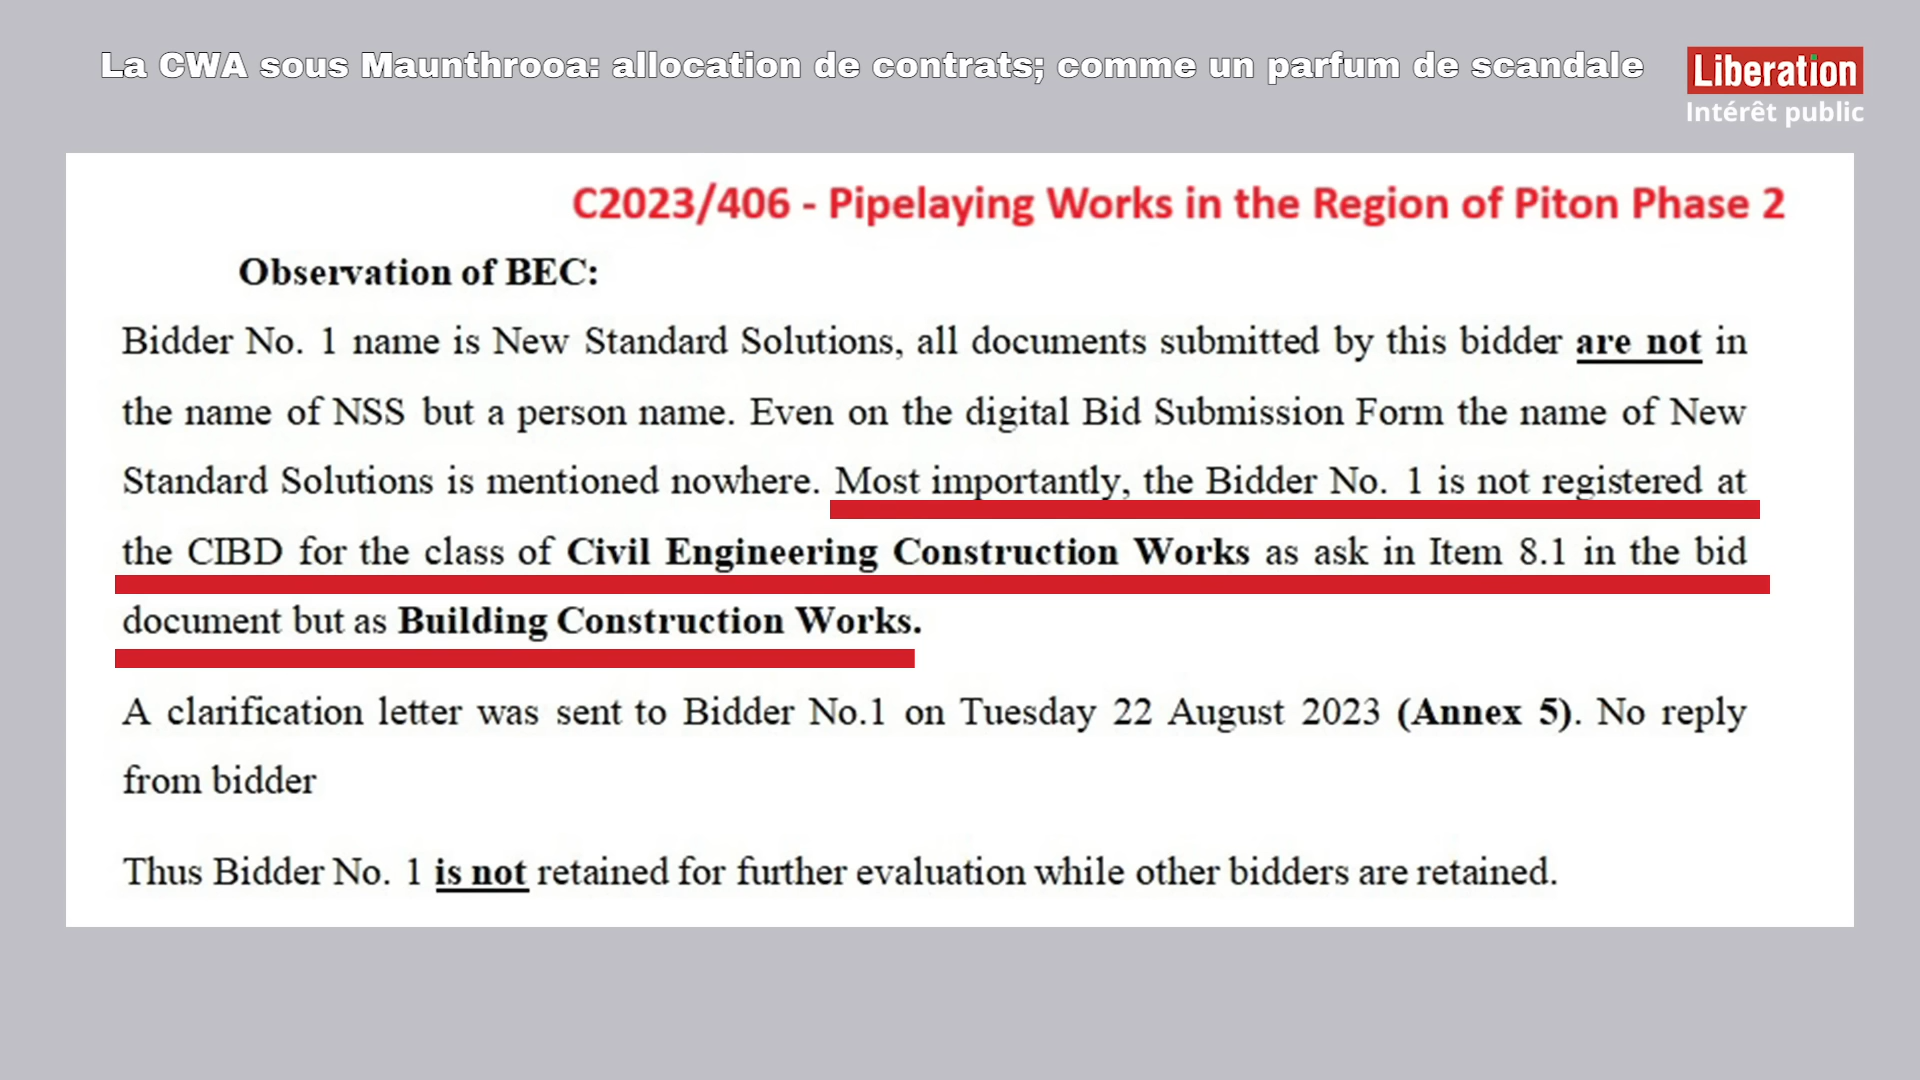 La CWA sous Maunthrooa: allocation de contrats; comme un parfum de scandale
Liberation
Intérêt public
C2023/406 - Pipelaying Works in the Region of Piton Phase 2
Observation of BEC:
Bidder No. 1 name is New Standard Solutions, all documents submitted by this bidder are not in
the name of NSS but a person name. Even on the digital Bid Submission Form the name of New
Standard Solutions is mentioned nowhere. Most importantly, the Bidder No. 1 is not registered at
the CIBD for the class of Civil Engineering Construction Works as ask in Item 8.1 in the bid
document but as Building Construction Works.
A clarification letter was sent to Bidder No.1 on Tuesday 22 August 2023 (Annex 5). No reply
from bidder
Thus Bidder No. 1 is not retained for further evaluation while other bidders are retained.